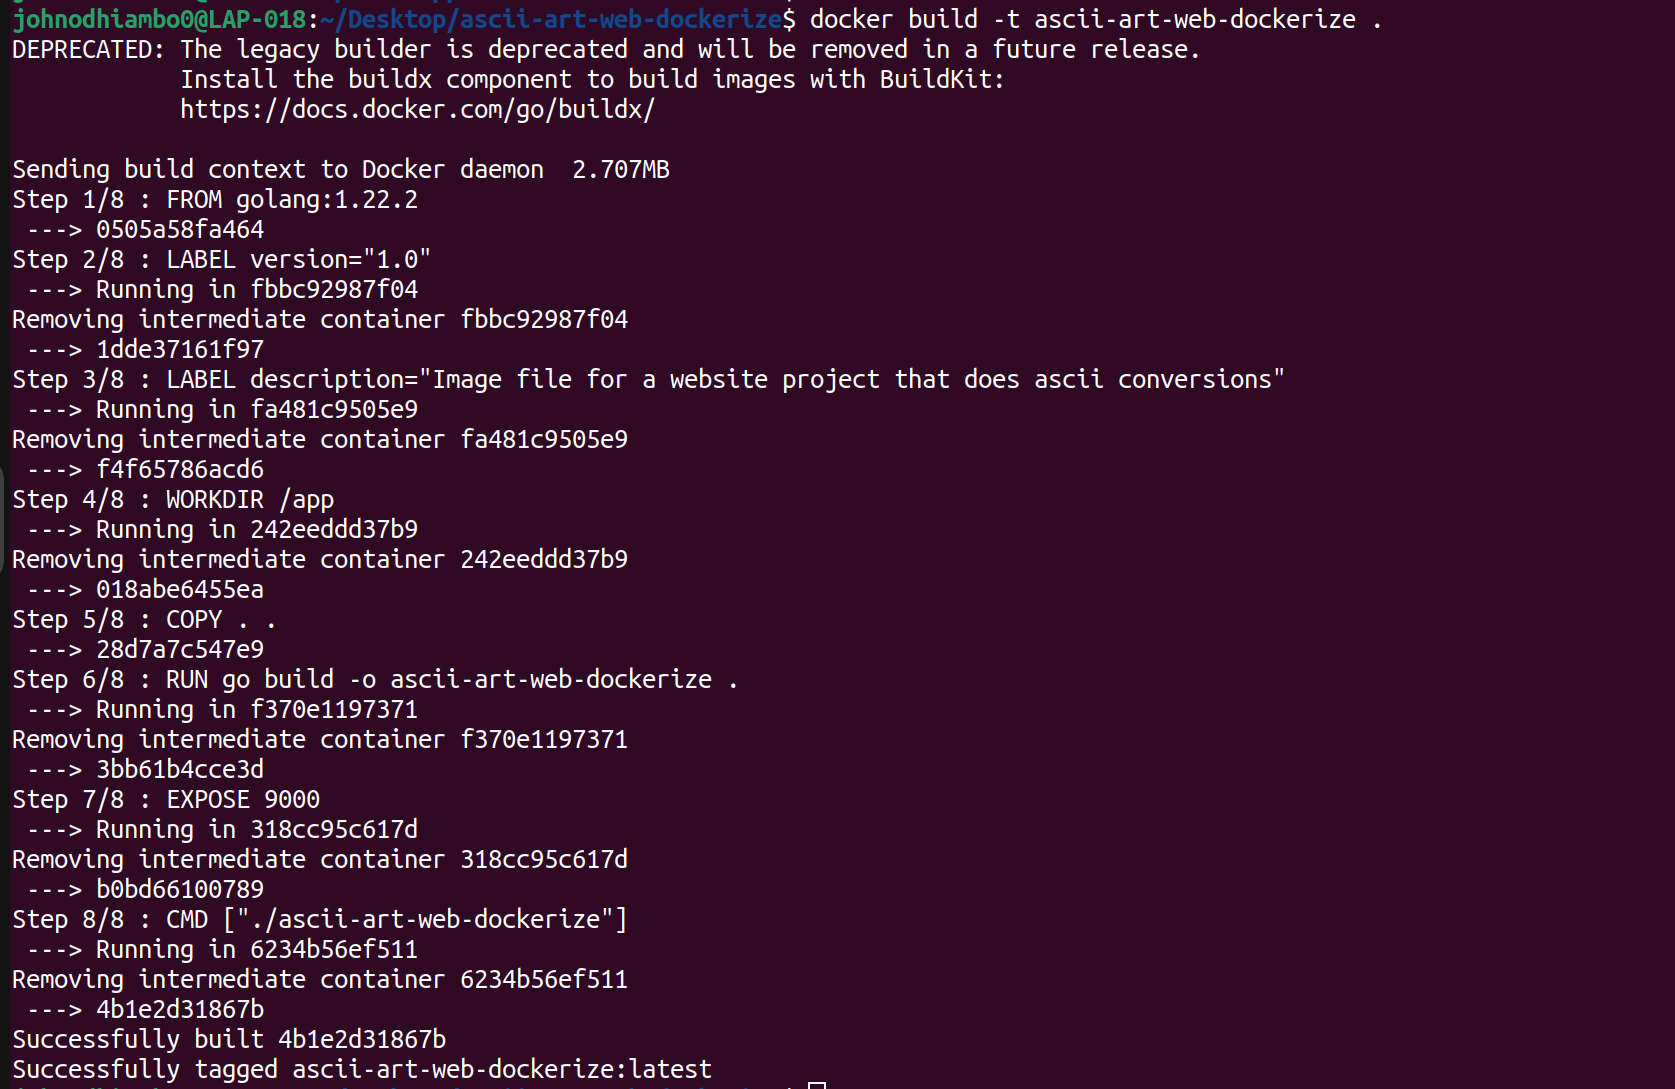 johnodhiambo0@LAP-018:~/Desktop/ascii-art-web-dockerize$ docker build -t ascii-art-web-dockerize .
DEPRECATED: The legacy builder is deprecated and will be removed in a future release.
            Install the buildx component to build images with BuildKit:
            https://docs.docker.com/go/buildx/

Sending build context to Docker daemon  2.707MB
Step 1/8 : FROM golang:1.22.2
 ---> 0505a58fa464
Step 2/8 : LABEL version="1.0"
 ---> Running in fbbc92987f04
Removing intermediate container fbbc92987f04
 ---> 1dde37161f97
Step 3/8 : LABEL description="Image file for a website project that does ascii conversions"
 ---> Running in fa481c9505e9
Removing intermediate container fa481c9505e9
 ---> f4f65786acd6
Step 4/8 : WORKDIR /app
 ---> Running in 242eeddd37b9
Removing intermediate container 242eeddd37b9
 ---> 018abe6455ea
Step 5/8 : COPY . .
 ---> 28d7a7c547e9
Step 6/8 : RUN go build -o ascii-art-web-dockerize .
 ---> Running in f370e1197371
Removing intermediate container f370e1197371
 ---> 3bb61b4cce3d
Step 7/8 : EXPOSE 9000
 ---> Running in 318cc95c617d
Removing intermediate container 318cc95c617d
 ---> b0bd66100789
Step 8/8 : CMD ["./ascii-art-web-dockerize"]
 ---> Running in 6234b56ef511
Removing intermediate container 6234b56ef511
 ---> 4b1e2d31867b
Successfully built 4b1e2d31867b
Successfully tagged ascii-art-web-dockerize:latest